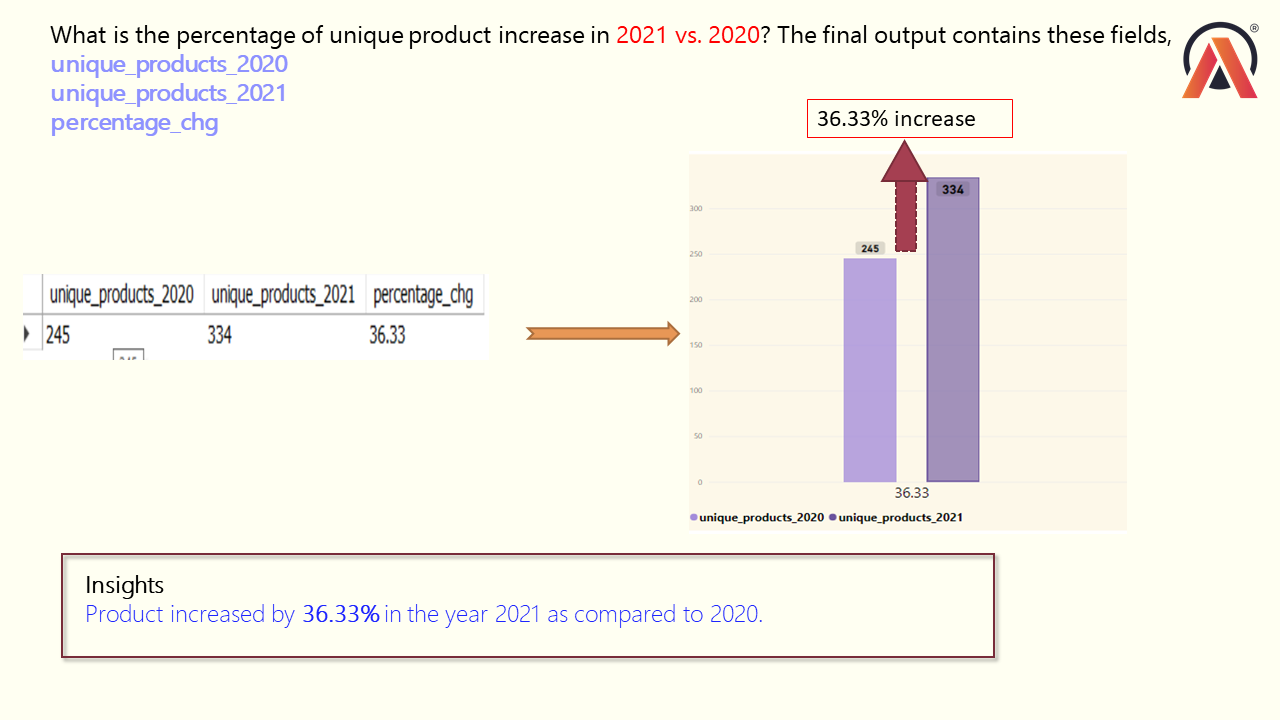 What is the percentage of unique product increase in 2021 vs. 2020? The final output contains these fields,
unique_products_2020
unique_products_2021
percentage_chg
®
36.33% increase
unique_products_2020 unique_products_2021 percentage_chg
245 334 36.33
334
245
300
250
200
150
100
50
0
36.33
unique_products_2020 unique_products_2021
Insights
Product increased by 36.33% in the year 2021 as compared to 2020.